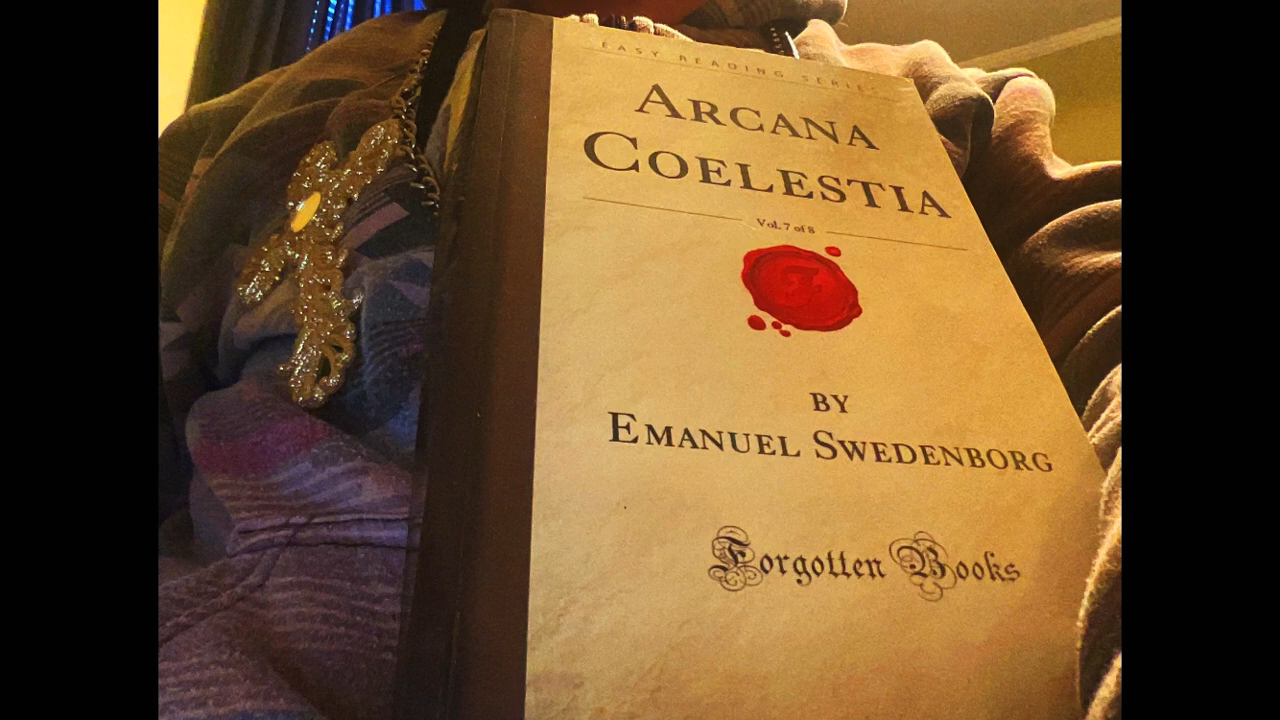 EASY READING SERIES
ARCANA
COELESTIA
Vol. 7 of 8
BY
EMANUEL SWEDENBORG
Forgotten Books